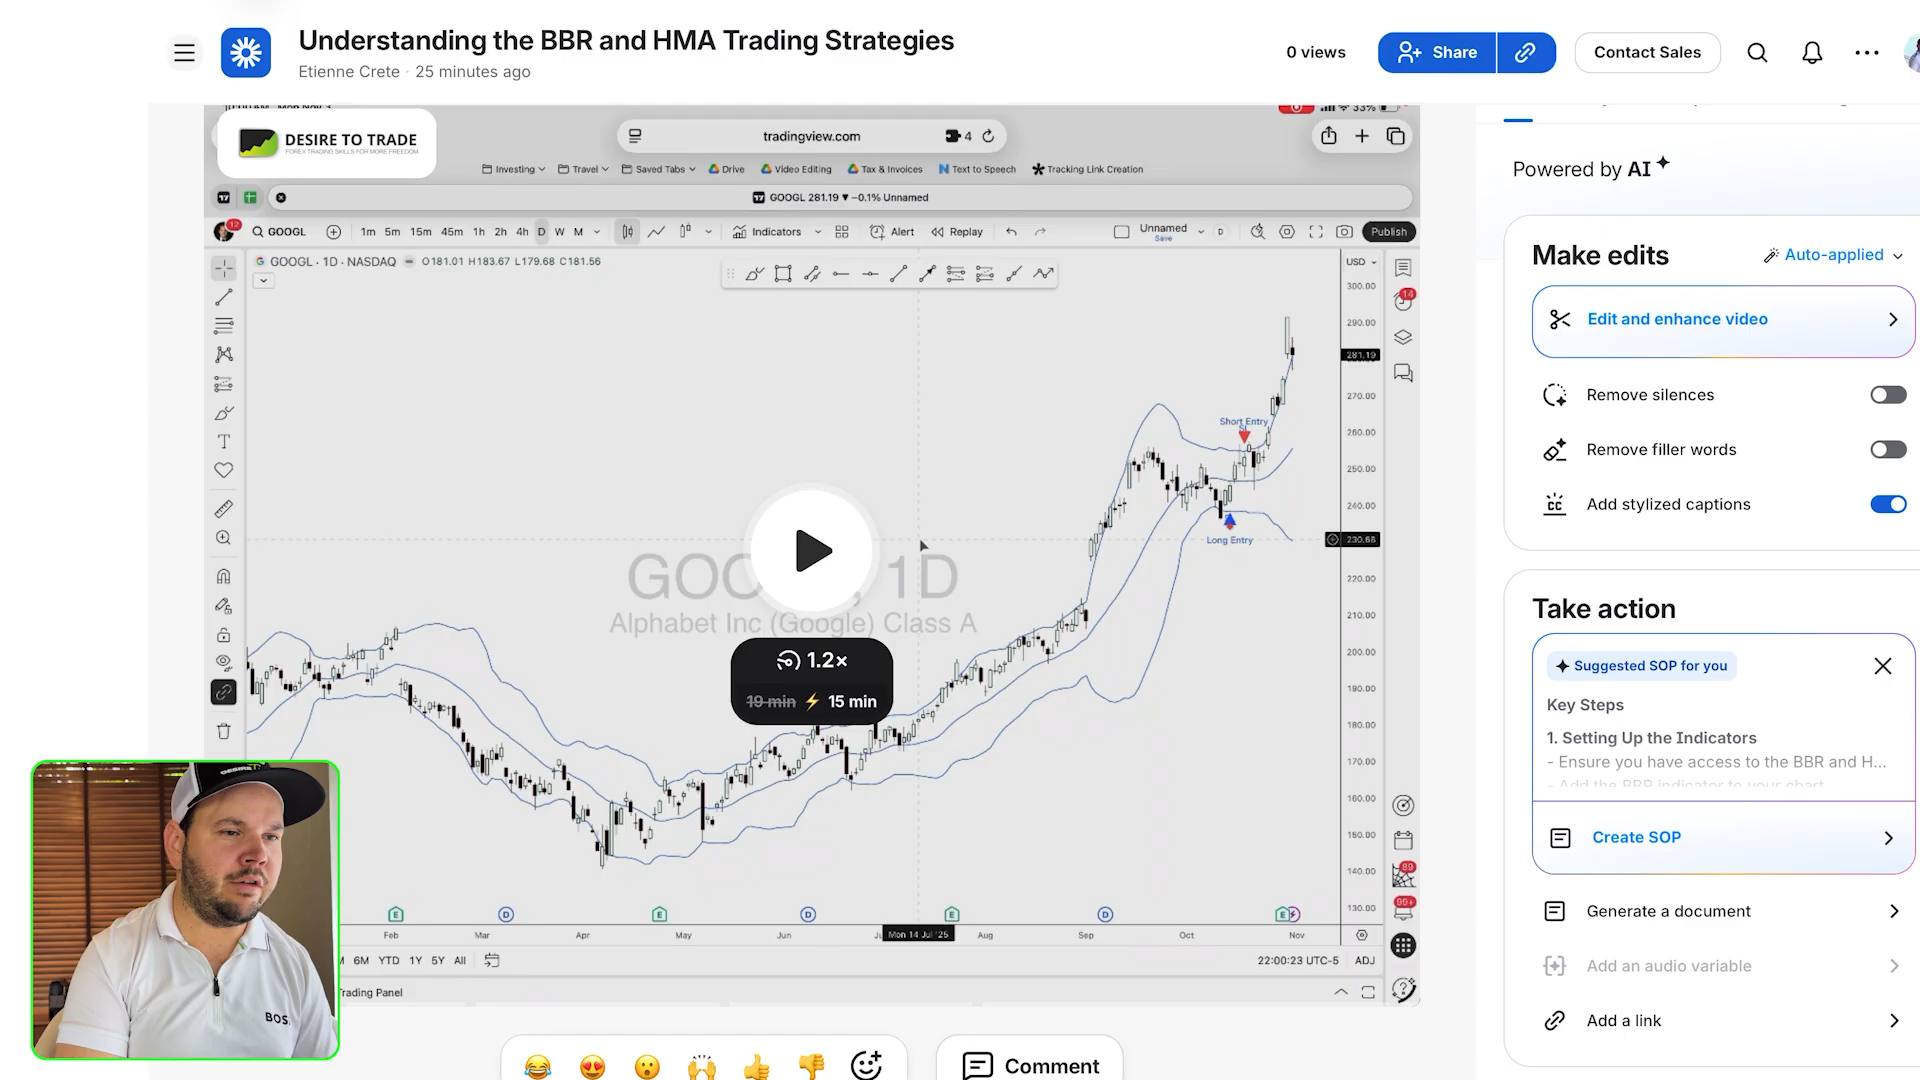 Understanding the BBR and HMA Trading Strategies
Etienne Crete · 25 minutes ago
0 views
Share
Contact Sales
DESIRE TO TRADE
FOREX TRADING SKILLS FOR MORE FREEDOM
tradingview.com
4
33%
Investing
Travel
Saved Tabs
Drive
Video Editing
Tax & Invoices
Text to Speech
Tracking Link Creation
GOOGL 281.19 ▼ −0.1% Unnamed
12
GOOGL
1m 5m 15m 45m 1h 2h 4h D W M
Indicators
Alert
Replay
Unnamed
Save
D
Publish
GOOGL · 1D · NASDAQ
O181.01 H183.67 L179.68 C181.56
USD
300.00
290.00
281.19
270.00
260.00
250.00
240.00
230.68
220.00
210.00
200.00
190.00
180.00
170.00
160.00
150.00
140.00
130.00
Short Entry
Long Entry
1D
Alphabet Inc (Google) Class A
1.2×
19 min ⚡ 15 min
14
89
99+
E
D
E
D
E
D
E
Feb
Mar
Apr
May
Jun
Mon 14 Jul '25
Aug
Sep
Oct
Nov
6M YTD 1Y 5Y All
22:00:23 UTC-5
ADJ
rading Panel
BOS
Comment
Powered by AI
Make edits
Auto-applied
Edit and enhance video
Remove silences
Remove filler words
Add stylized captions
Take action
Suggested SOP for you
Key Steps
1. Setting Up the Indicators
- Ensure you have access to the BBR and H...
- Add the BBR indicator to your chart
Create SOP
Generate a document
Add an audio variable
Add a link